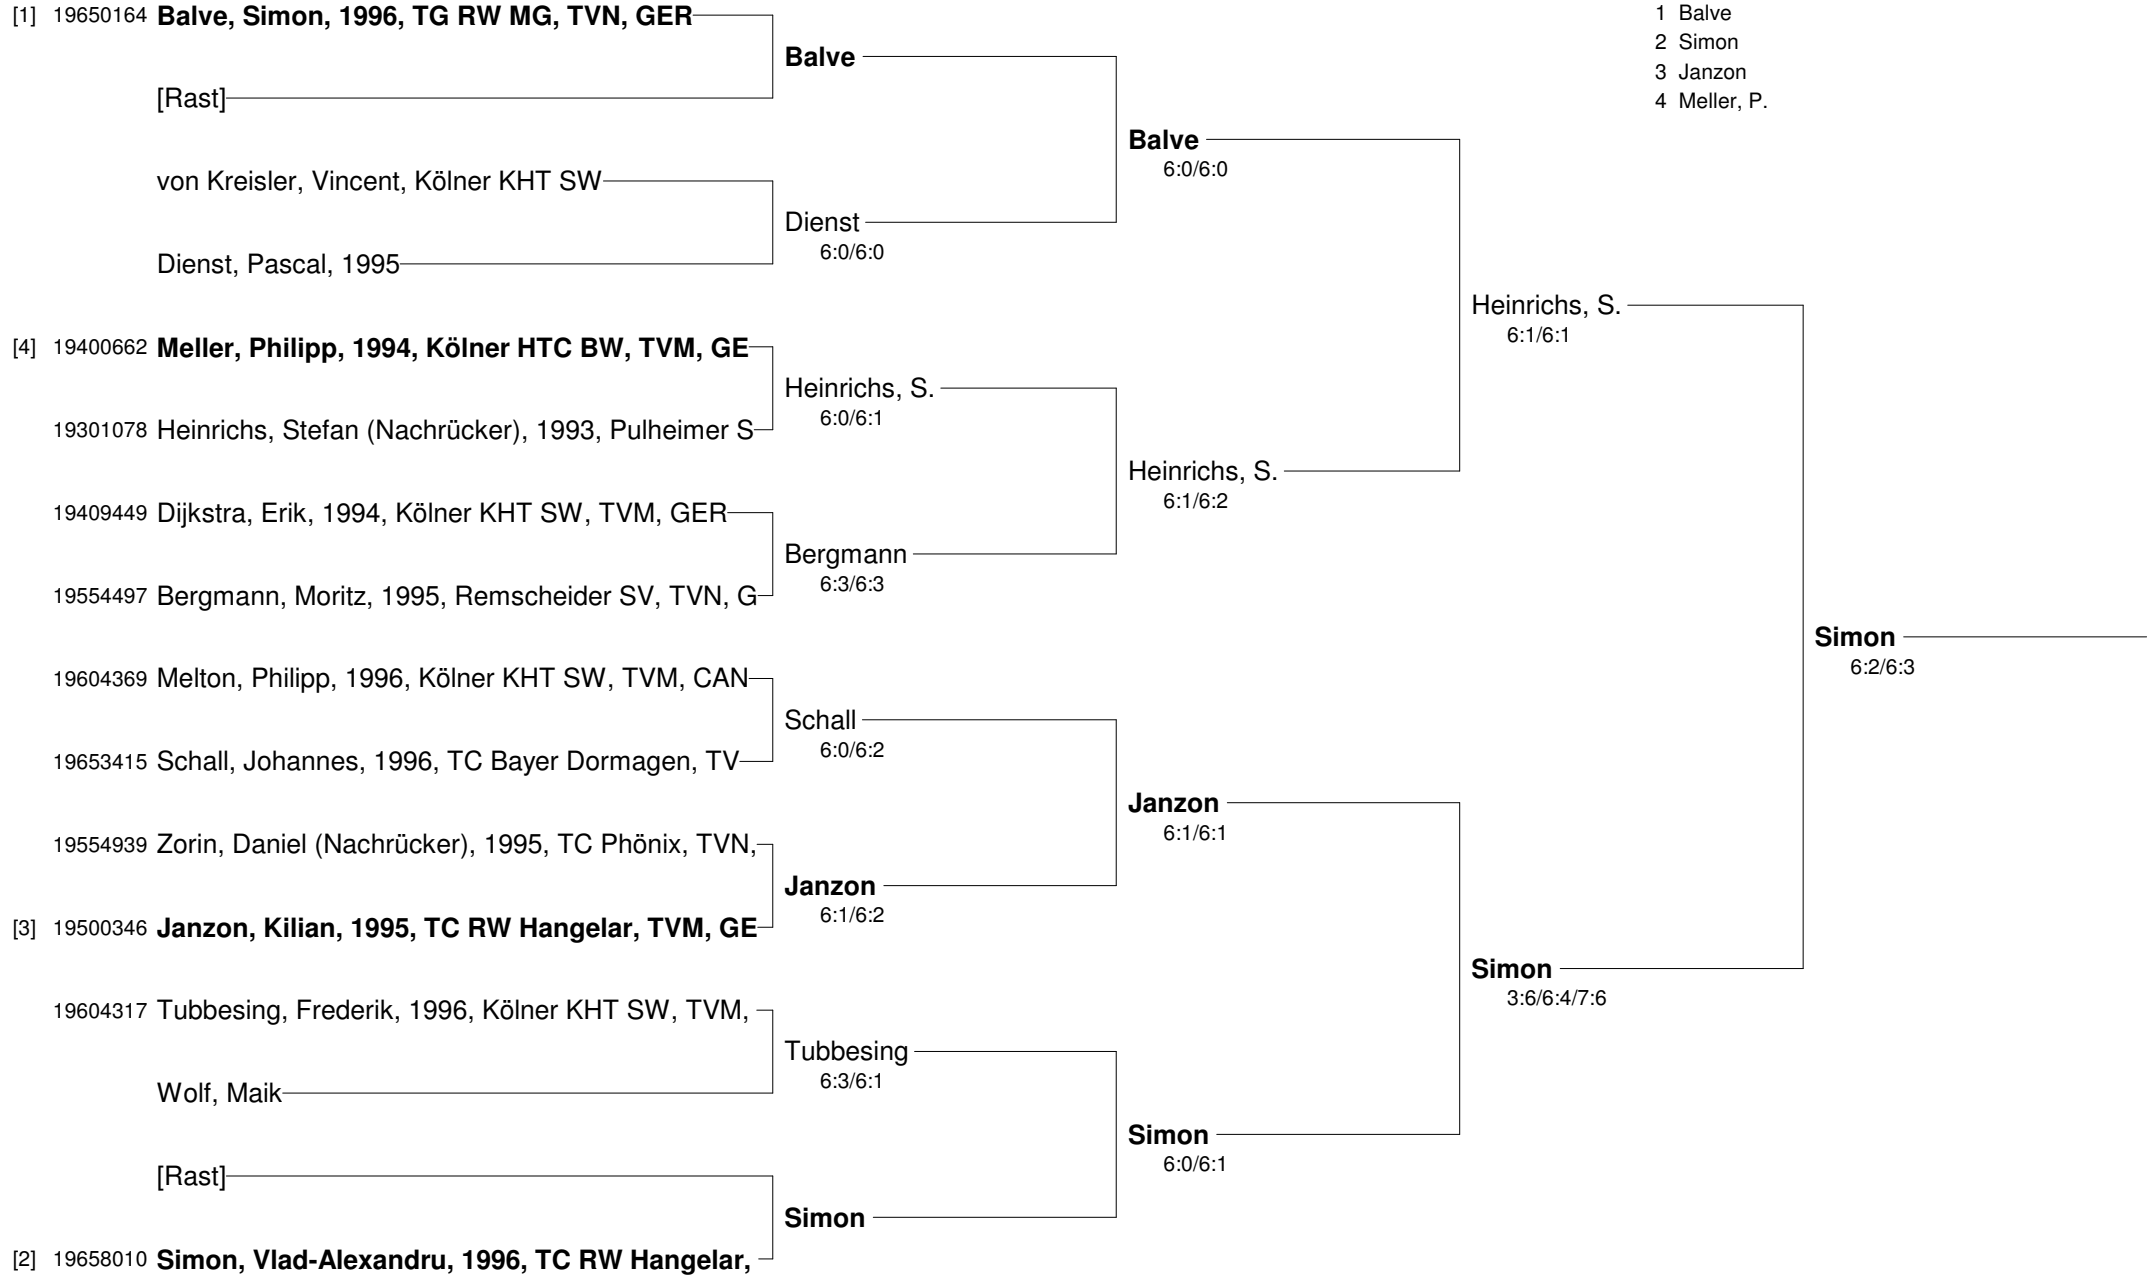 [1] 19650164 Balve, Simon, 1996, TG RW MG, TVN, GER
[Rast]
von Kreisler, Vincent, Kölner KHT SW
Dienst, Pascal, 1995
[4] 19400662 Meller, Philipp, 1994, Kölner HTC BW, TVM, GE
19301078 Heinrichs, Stefan (Nachrücker), 1993, Pulheimer S
19409449 Dijkstra, Erik, 1994, Kölner KHT SW, TVM, GER
19554497 Bergmann, Moritz, 1995, Remscheider SV, TVN, G
19604369 Melton, Philipp, 1996, Kölner KHT SW, TVM, CAN
19653415 Schall, Johannes, 1996, TC Bayer Dormagen, TV
19554939 Zorin, Daniel (Nachrücker), 1995, TC Phönix, TVN,
[3] 19500346 Janzon, Kilian, 1995, TC RW Hangelar, TVM, GE
19604317 Tubbesing, Frederik, 1996, Kölner KHT SW, TVM,
Wolf, Maik
[Rast]
[2] 19658010 Simon, Vlad-Alexandru, 1996, TC RW Hangelar,
Balve
Dienst
6:0/6:0
Heinrichs, S.
6:0/6:1
Bergmann
6:3/6:3
Schall
6:0/6:2
Janzon
6:1/6:2
Tubbesing
6:3/6:1
Simon
Balve
6:0/6:0
Heinrichs, S.
6:1/6:2
Janzon
6:1/6:1
Simon
6:0/6:1
Heinrichs, S.
6:1/6:1
Simon
3:6/6:4/7:6
Simon
6:2/6:3
1 Balve
2 Simon
3 Janzon
4 Meller, P.